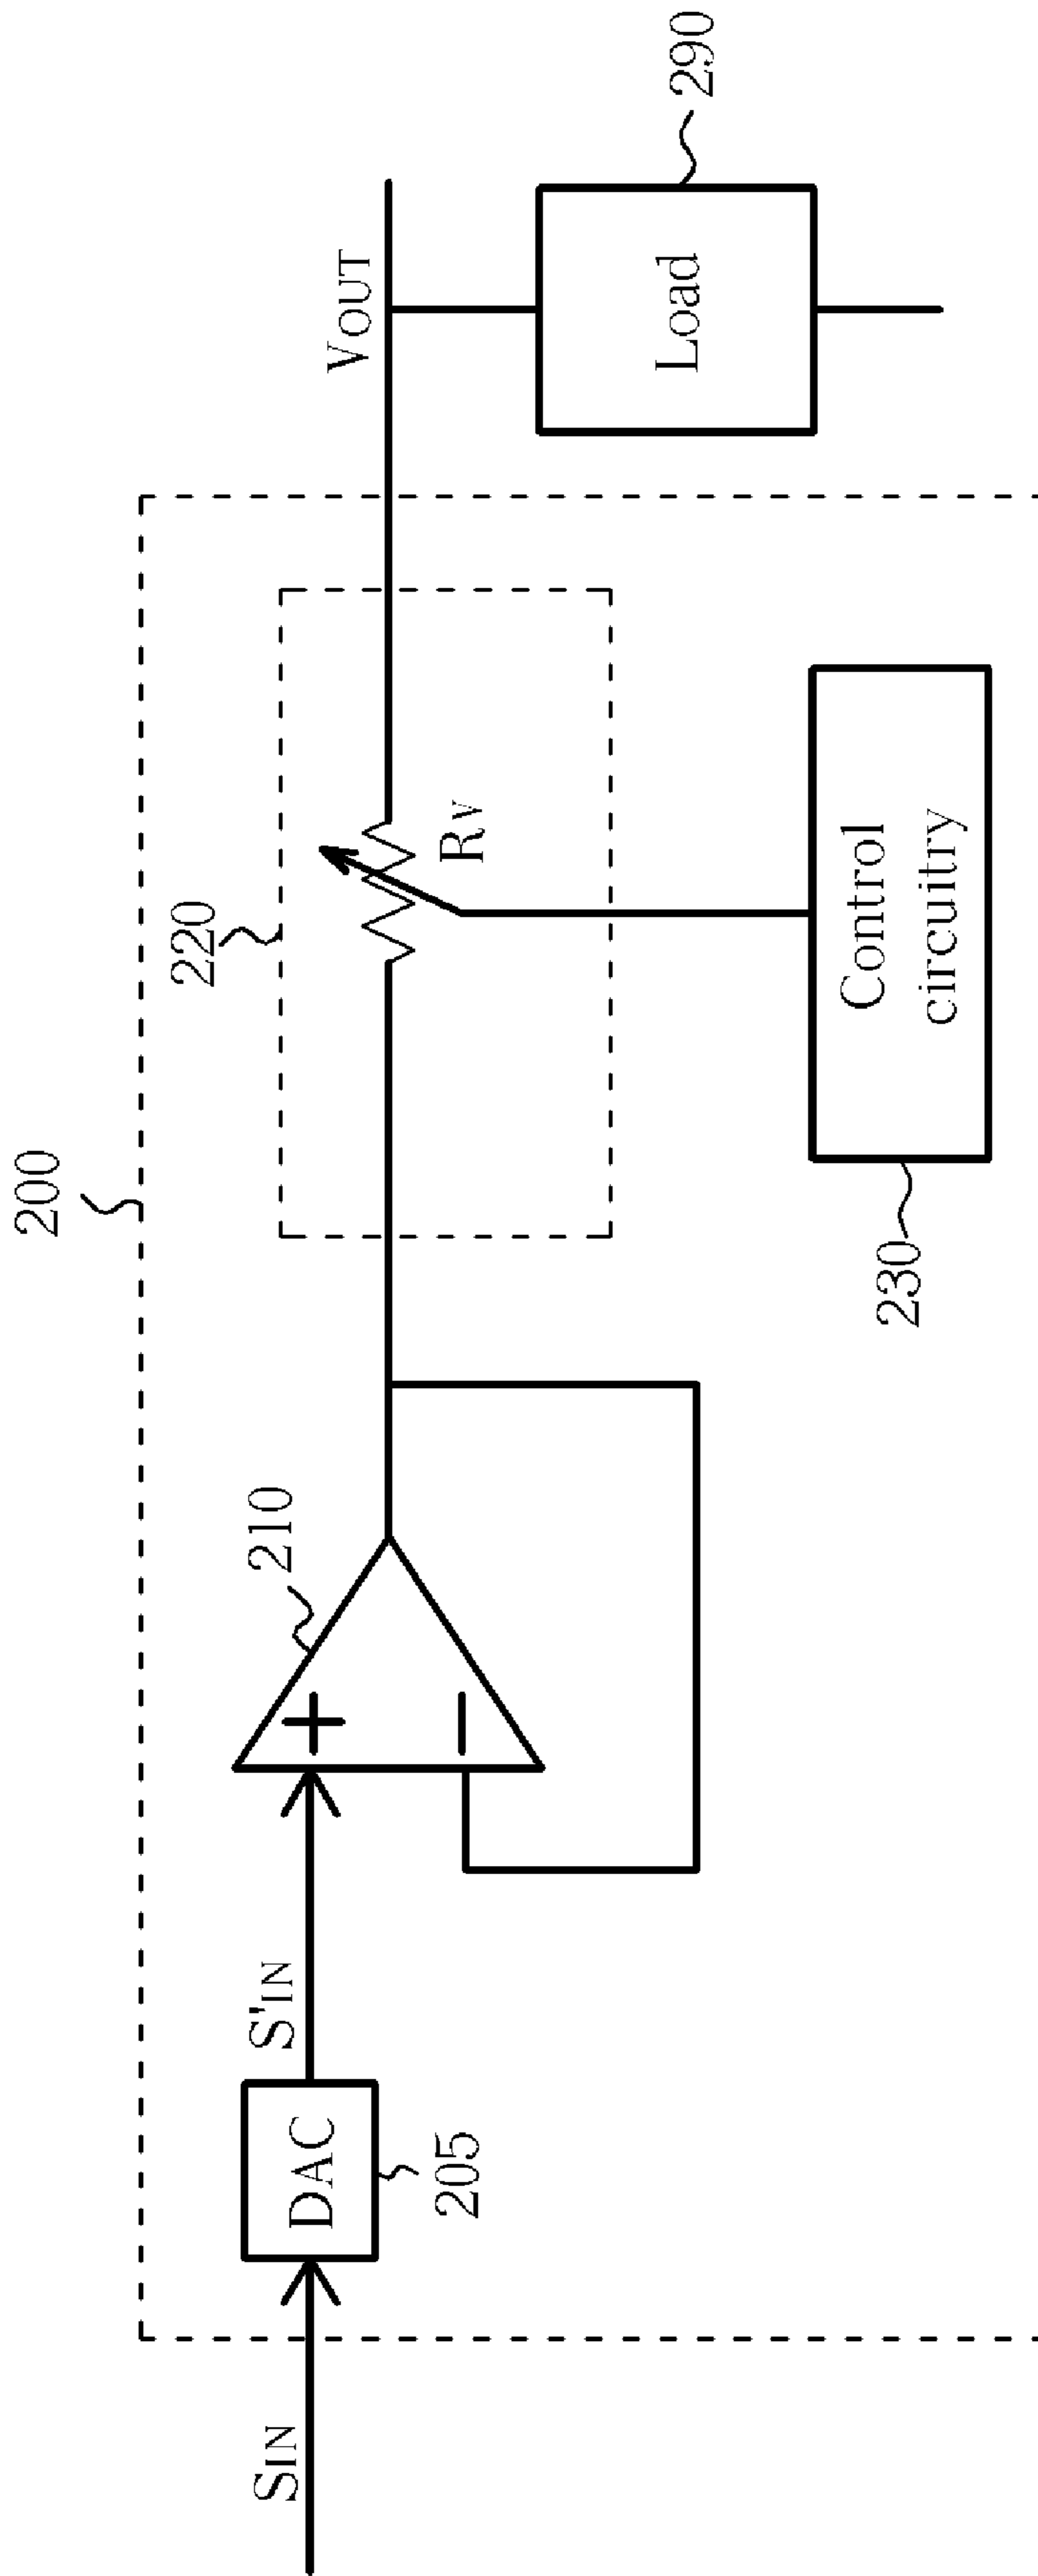 200
220
290
VOUT
Load
RV
Control
circuitry
230
210
S'IN
DAC
205
SIN